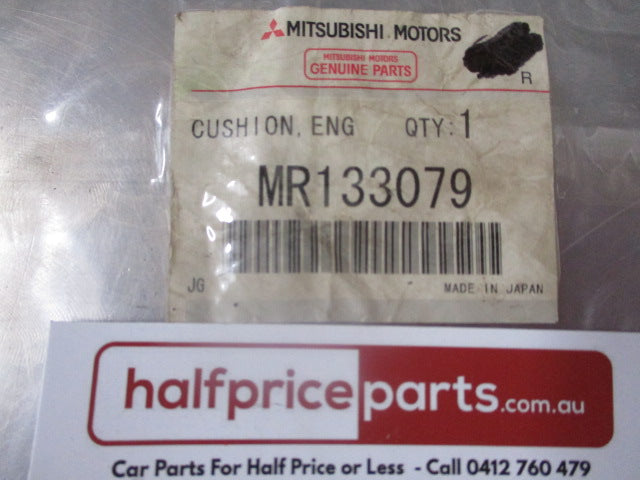 MITSUBISHI MOTORS
MITSUBISHI MOTORS
GENUINE PARTS
R
CUSHION, ENG QTY:1
MR133079
JG MADE IN JAPAN
halfpriceparts.com.au
Car Parts For Half Price or Less - Call 0412 760 479